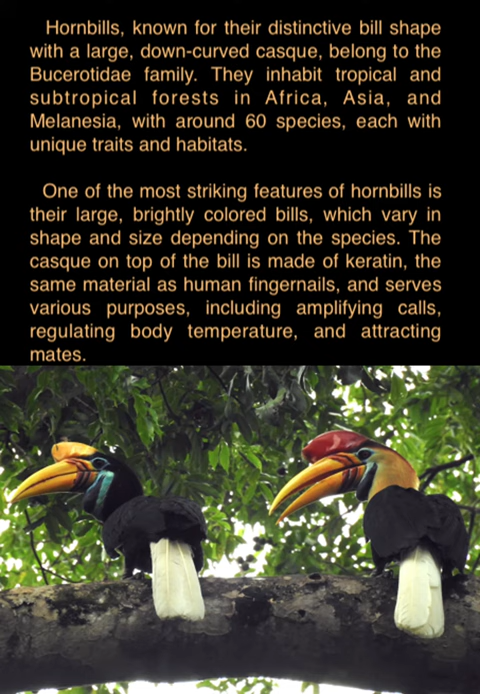 Hornbills, known for their distinctive bill shape
with a large, down-curved casque, belong to the
Bucerotidae family. They inhabit tropical and
subtropical forests in Africa, Asia, and
Melanesia, with around 60 species, each with
unique traits and habitats.
One of the most striking features of hornbills is
their large, brightly colored bills, which vary in
shape and size depending on the species. The
casque on top of the bill is made of keratin, the
same material as human fingernails, and serves
various purposes, including amplifying calls,
regulating body temperature, and attracting
mates.